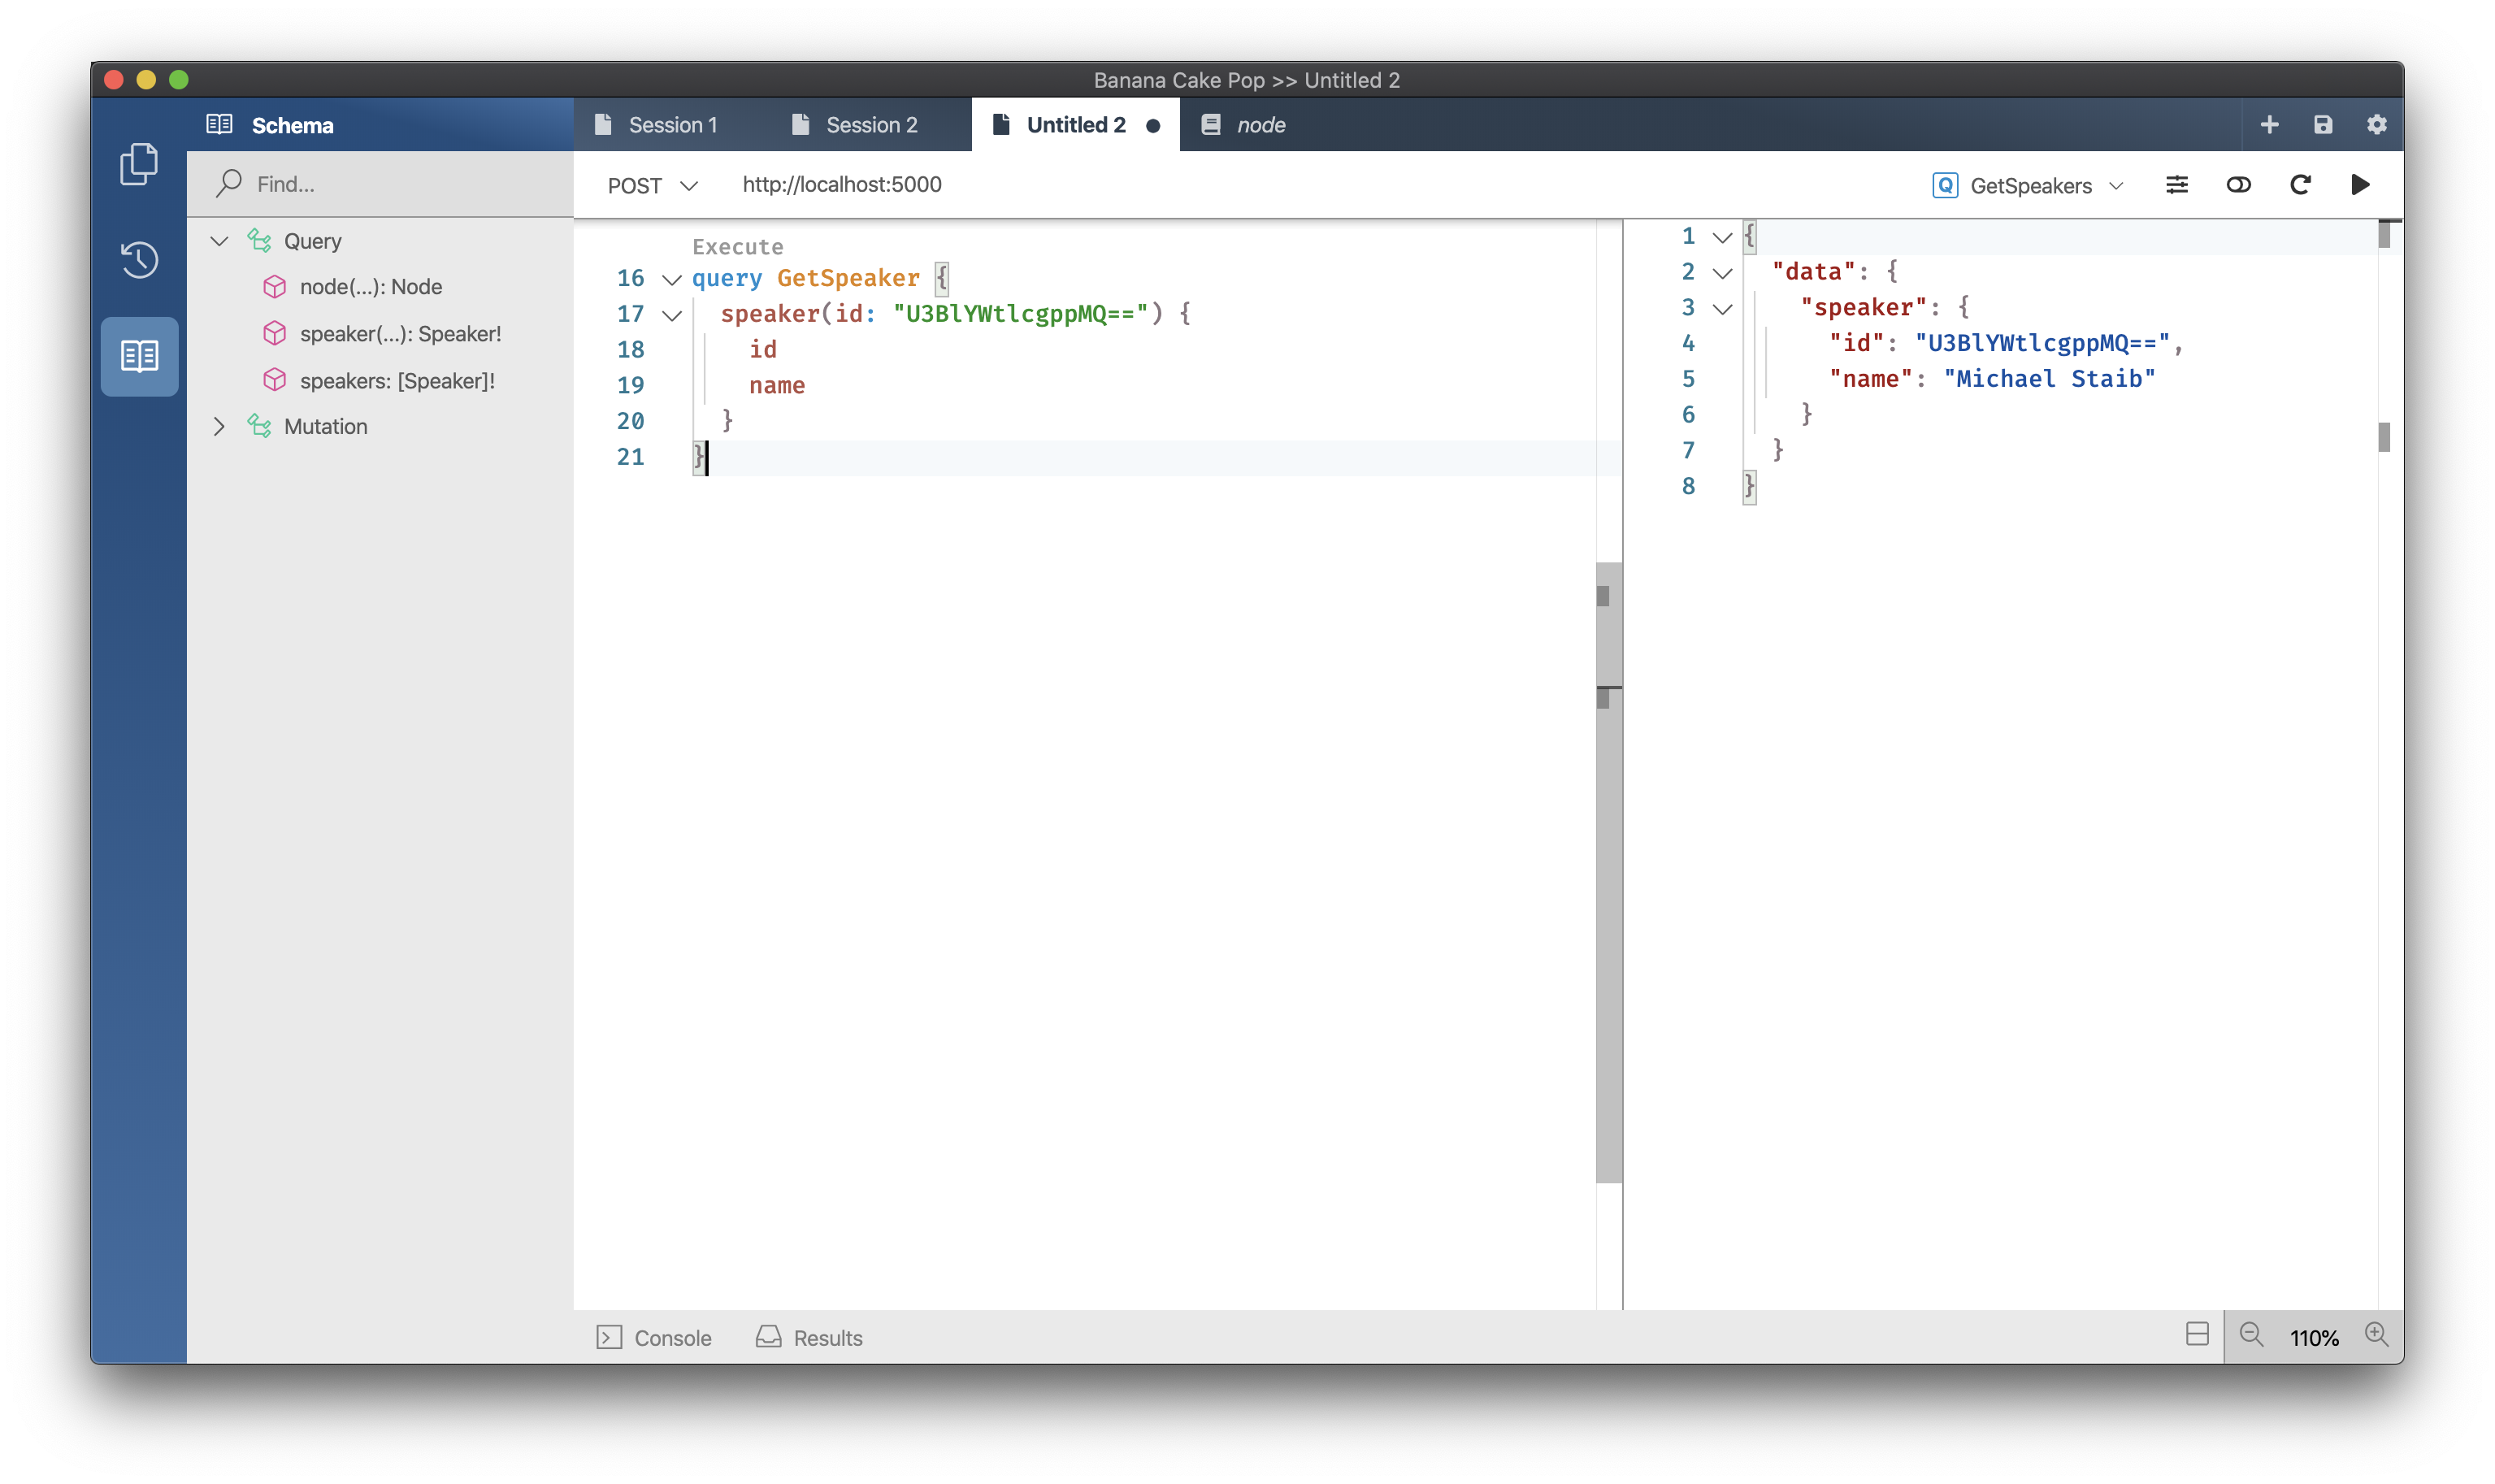 Banana Cake Pop >> Untitled 2
Schema
Session 1
Session 2
Untitled 2
node
Find...
POST
http://localhost:5000
Q
GetSpeakers
Query
node(...): Node
speaker(...): Speaker!
speakers: [Speaker]!
Mutation
Execute
16 query GetSpeaker {
17 speaker(id: "U3BlYWtlcgppMQ==") {
18 id
19 name
20 }
21 }
1 {
2 "data": {
3 "speaker": {
4 "id": "U3BlYWtlcgppMQ==",
5 "name": "Michael Staib"
6 }
7 }
8 }
Console
Results
110%